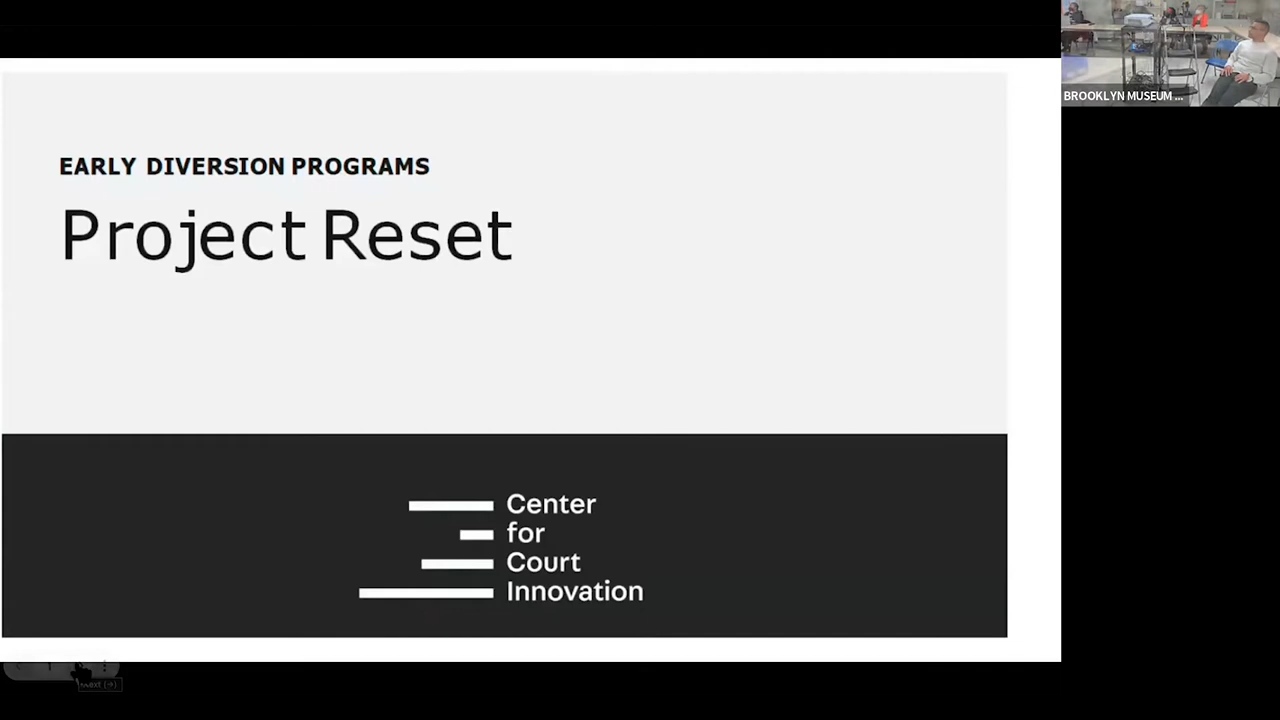 EARLY DIVERSION PROGRAMS
Project Reset
Center
for
Court
Innovation
BROOKLYN MUSEUM ...